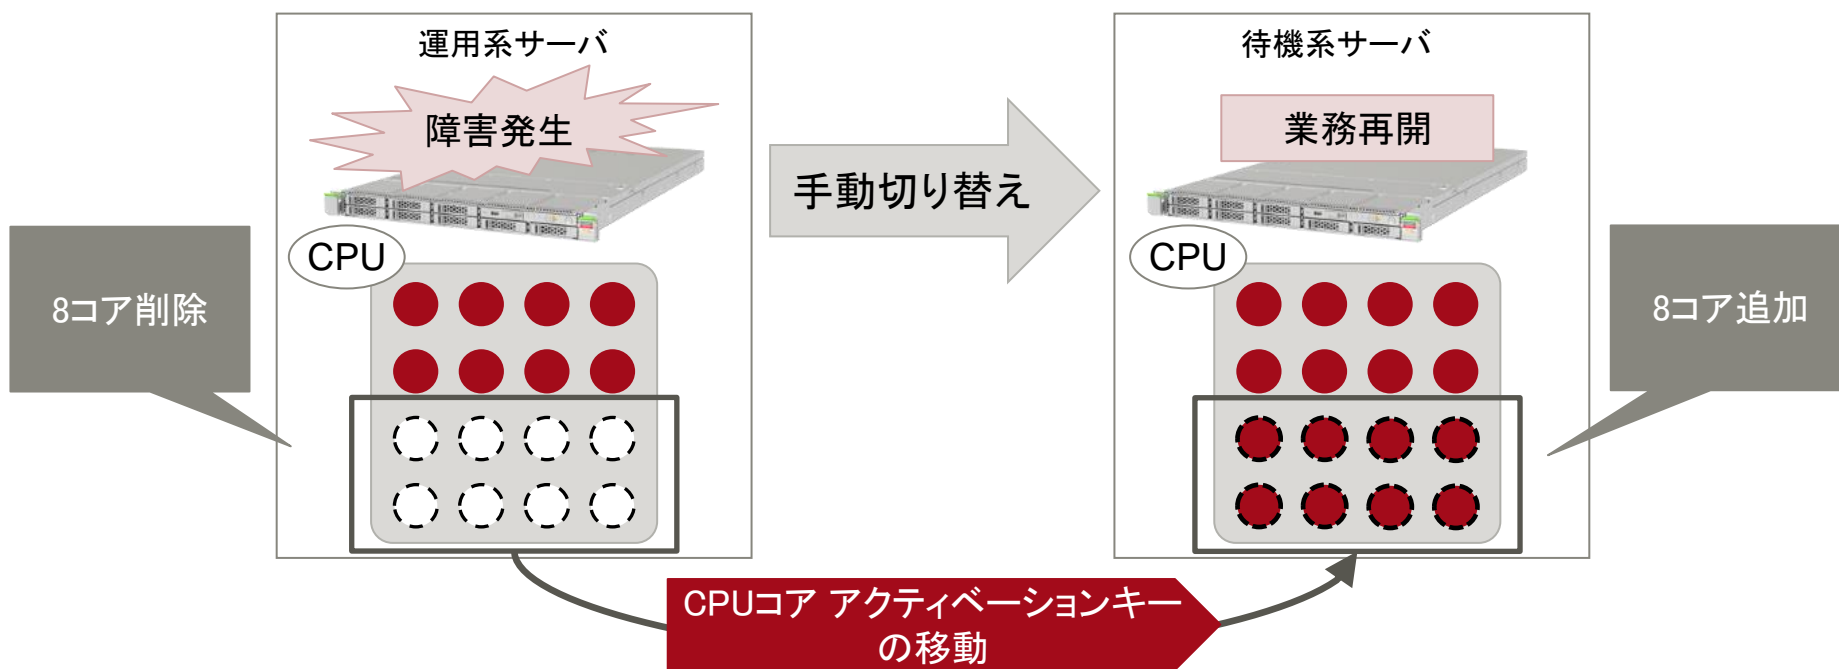 運用系サーバ
待機系サーバ
障害発生
業務再開
手動切り替え
CPU
CPU
8コア削除
8コア追加
CPUコア アクティベーションキー
の移動